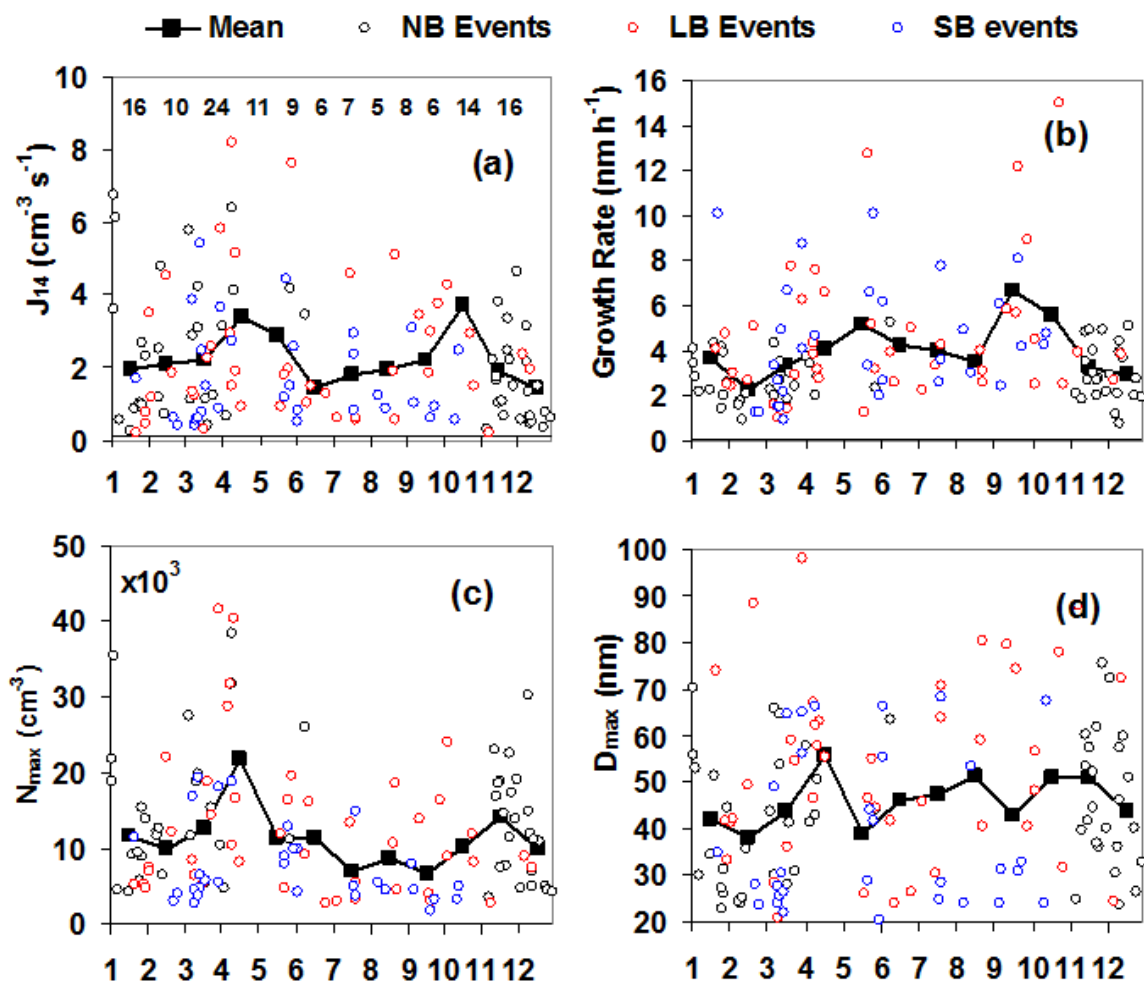 Mean NB Events LB Events SB events
10
8
6
4
2
0
J14 (cm-3 s-1)
16 10 24 11 9 6 7 5 8 6 14 16
(a)
1 2 3 4 5 6 7 8 9 10 11 12
16
14
12
10
8
6
4
2
0
Growth Rate (nm h-1)
(b)
1 2 3 4 5 6 7 8 9 10 11 12
50
40
30
20
10
0
Nmax (cm-3)
x103
(c)
1 2 3 4 5 6 7 8 9 10 11 12
100
90
80
70
60
50
40
30
20
Dmax (nm)
(d)
1 2 3 4 5 6 7 8 9 10 11 12